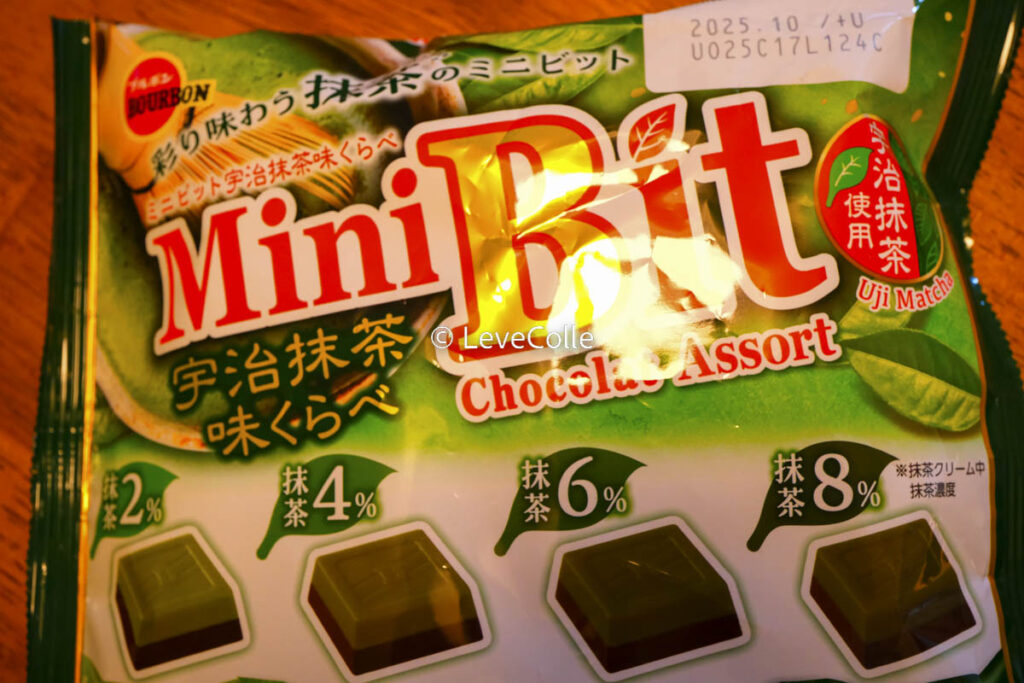 2025.10 /+U
U025C17L124C
ブルボン
BOURBON
彩り味わう抹茶のミニビット
ミニビット宇治抹茶味くらべ
Mini Bit
宇治抹茶使用
Uji Matcha
© LeveColle
Chocolat Assort
宇治抹茶
味くらべ
抹茶2%
抹茶4%
抹茶6%
抹茶8%
※抹茶クリーム中
抹茶濃度